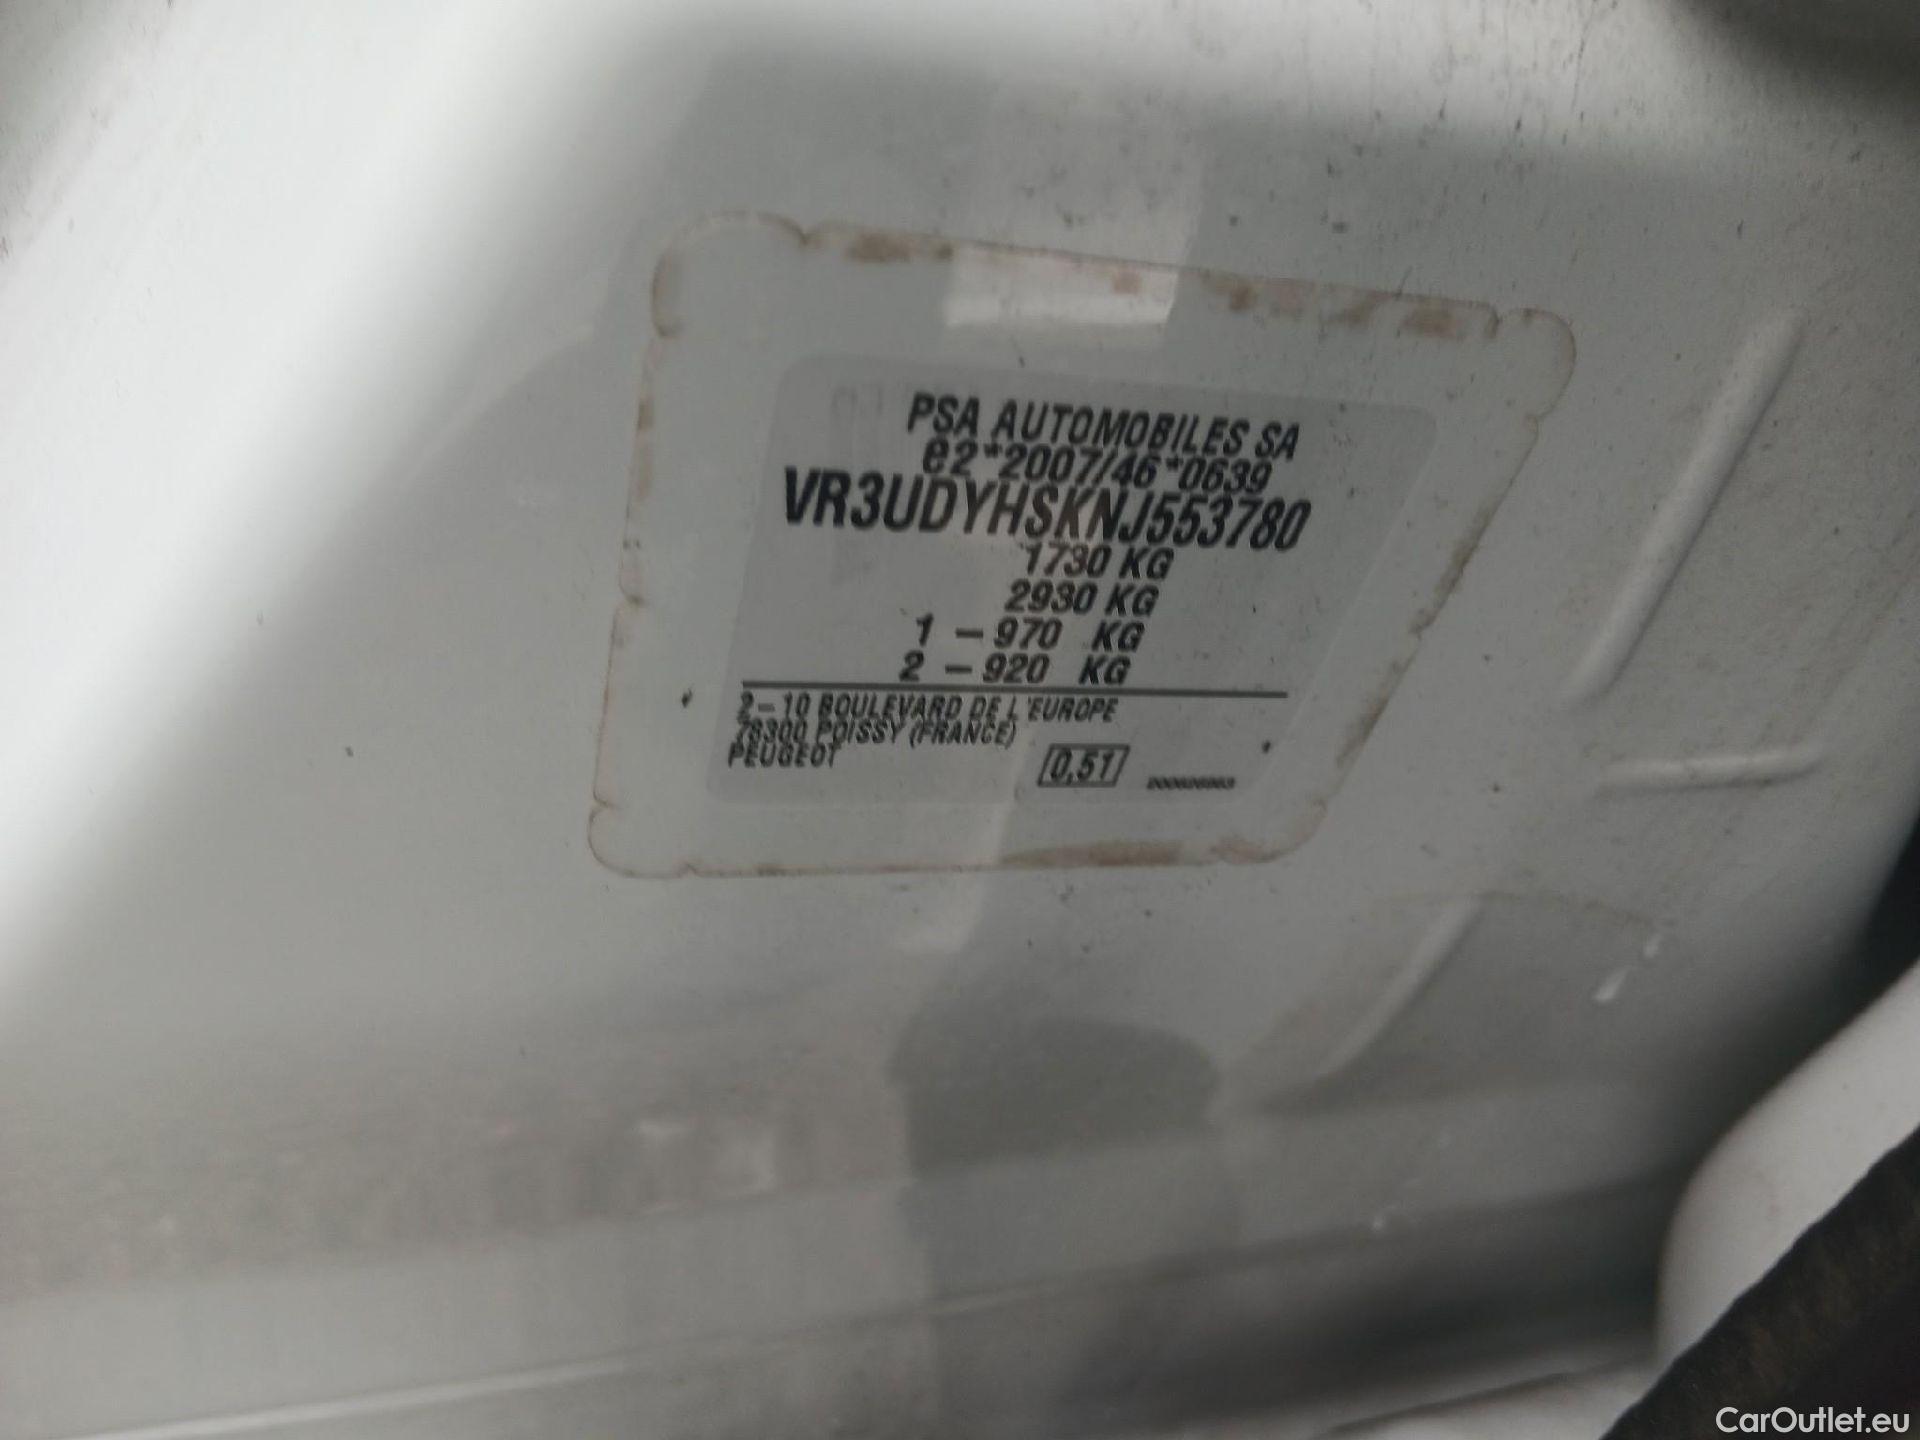 PSA AUTOMOBILES SA
e2*2007/46*0639
VR3UDYHSKNJ553780
1730 KG
2930 KG
1 - 970 KG
2 - 920 KG
2-10 BOULEVARD DE L'EUROPE
78300 POISSY (FRANCE)
PEUGEOT
0,51
CarOutlet.eu